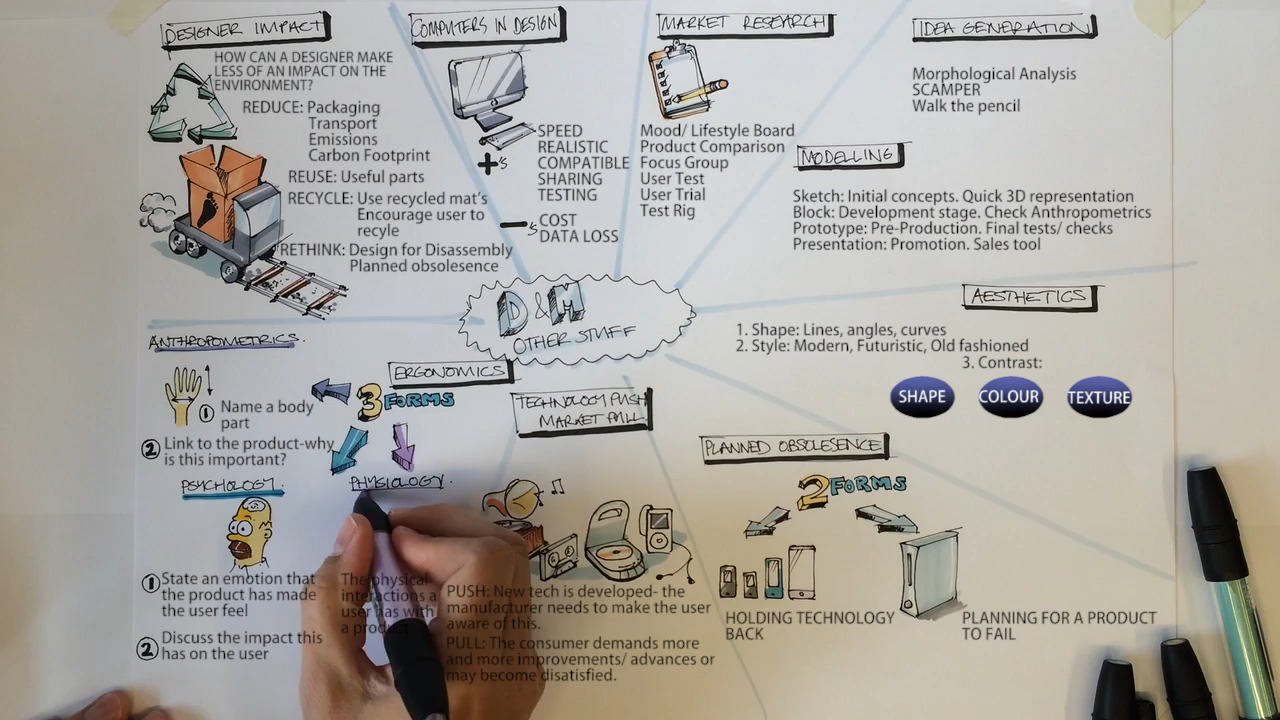 DESIGNER IMPACT
HOW CAN A DESIGNER MAKE
LESS OF AN IMPACT ON THE
ENVIRONMENT?
REDUCE: Packaging
Transport
Emissions
Carbon Footprint
REUSE: Useful parts
RECYCLE: Use recycled mat's
Encourage user to
recyle
RETHINK: Design for Disassembly
Planned obsolesence
COMPUTERS IN DESIGN
+'s
SPEED
REALISTIC
COMPATIBLE
SHARING
TESTING
–'s
COST
DATA LOSS
MARKET RESEARCH
Mood/ Lifestyle Board
Product Comparison
Focus Group
User Test
User Trial
Test Rig
IDEA GENERATION
Morphological Analysis
SCAMPER
Walk the pencil
MODELLING
Sketch: Initial concepts. Quick 3D representation
Block: Development stage. Check Anthropometrics
Prototype: Pre-Production. Final tests/ checks
Presentation: Promotion. Sales tool
D&M
OTHER STUFF
AESTHETICS
1. Shape: Lines, angles, curves
2. Style: Modern, Futuristic, Old fashioned
3. Contrast:
SHAPE
COLOUR
TEXTURE
ERGONOMICS
3 FORMS
ANTHROPOMETRICS.
1 Name a body
part
2 Link to the product-why
is this important?
PSYCHOLOGY.
1 State an emotion that
the product has made
the user feel
2 Discuss the impact this
has on the user
PHYSIOLOGY.
The physical
interactions a
user has with
a product
TECHNOLOGY PUSH
MARKET PULL
PUSH: New tech is developed- the
manufacturer needs to make the user
aware of this.
PULL: The consumer demands more
and more improvements/ advances or
may become disatisfied.
PLANNED OBSOLESENCE
2 FORMS
HOLDING TECHNOLOGY
BACK
PLANNING FOR A PRODUCT
TO FAIL